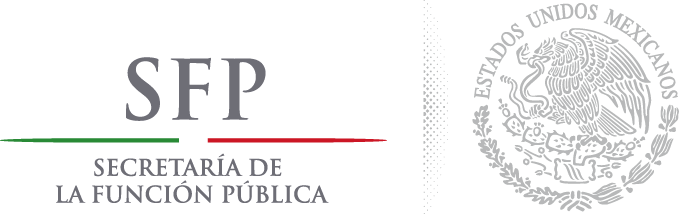 SFP
SECRETARÍA DE
LA FUNCIÓN PÚBLICA
ESTADOS UNIDOS MEXICANOS